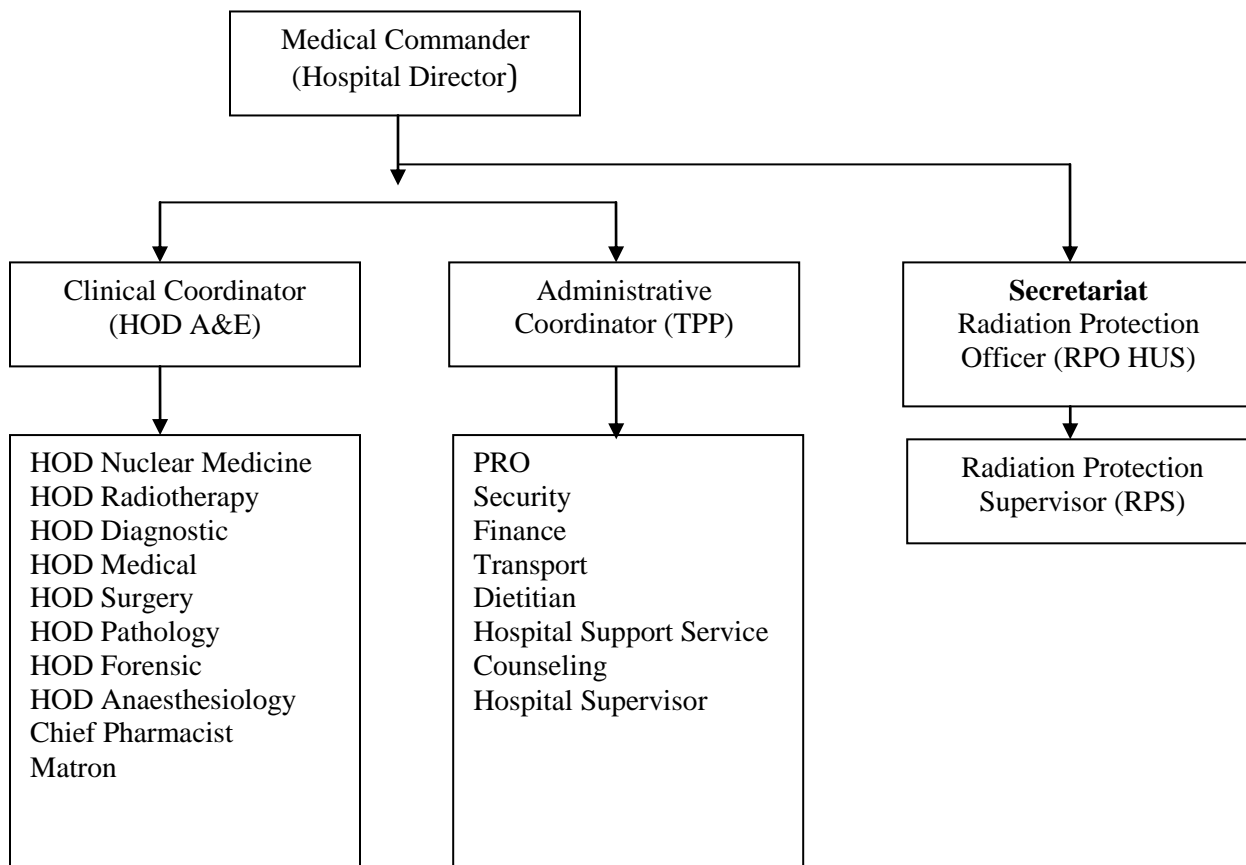 Medical Commander
(Hospital Director)
Clinical Coordinator
(HOD A&E)
Administrative
Coordinator (TPP)
Secretariat
Radiation Protection
Officer (RPO HUS)
HOD Nuclear Medicine
HOD Radiotherapy
HOD Diagnostic
HOD Medical
HOD Surgery
HOD Pathology
HOD Forensic
HOD Anaesthesiology
Chief Pharmacist
Matron
PRO
Security
Finance
Transport
Dietitian
Hospital Support Service
Counseling
Hospital Supervisor
Radiation Protection
Supervisor (RPS)